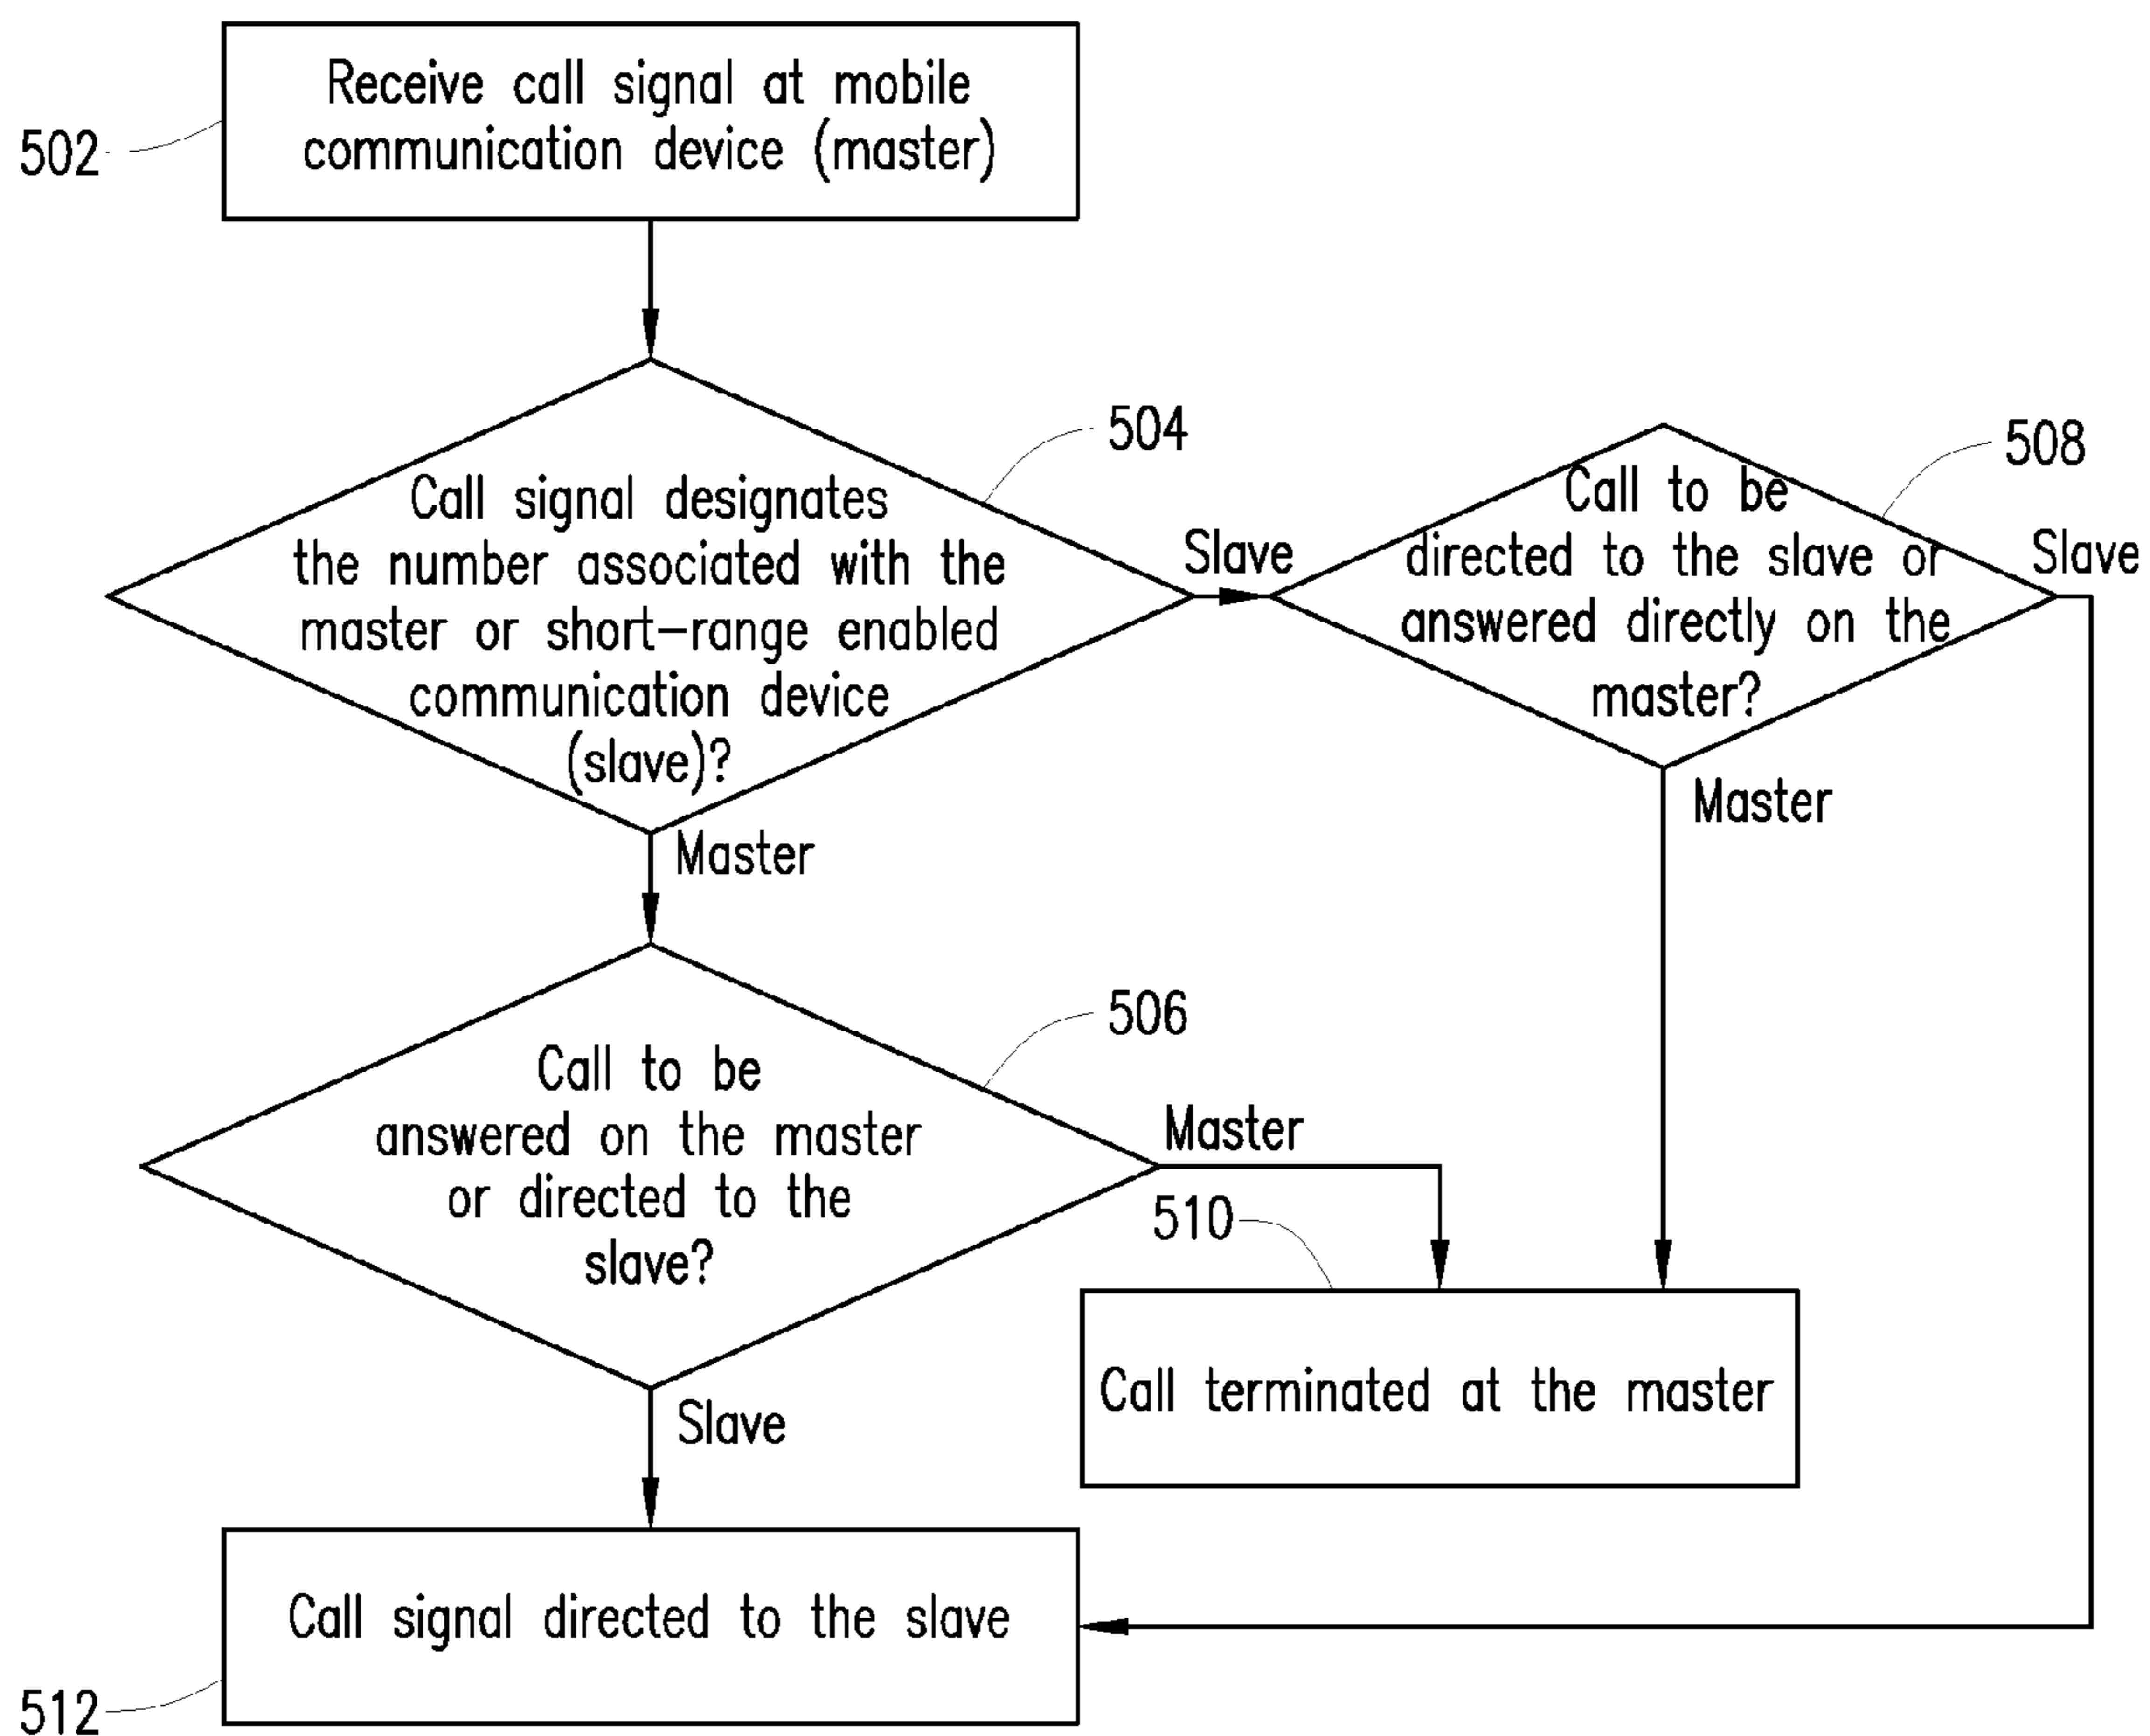 Receive call signal at mobile
communication device (master)
502
504
Call signal designates
the number associated with the
master or short-range enabled
communication device
(slave)?
Slave
508
Call to be
directed to the slave or
answered directly on the
master?
Slave
Master
Master
506
Call to be
answered on the master
or directed to the
slave?
Master
510
Call terminated at the master
Slave
Call signal directed to the slave
512